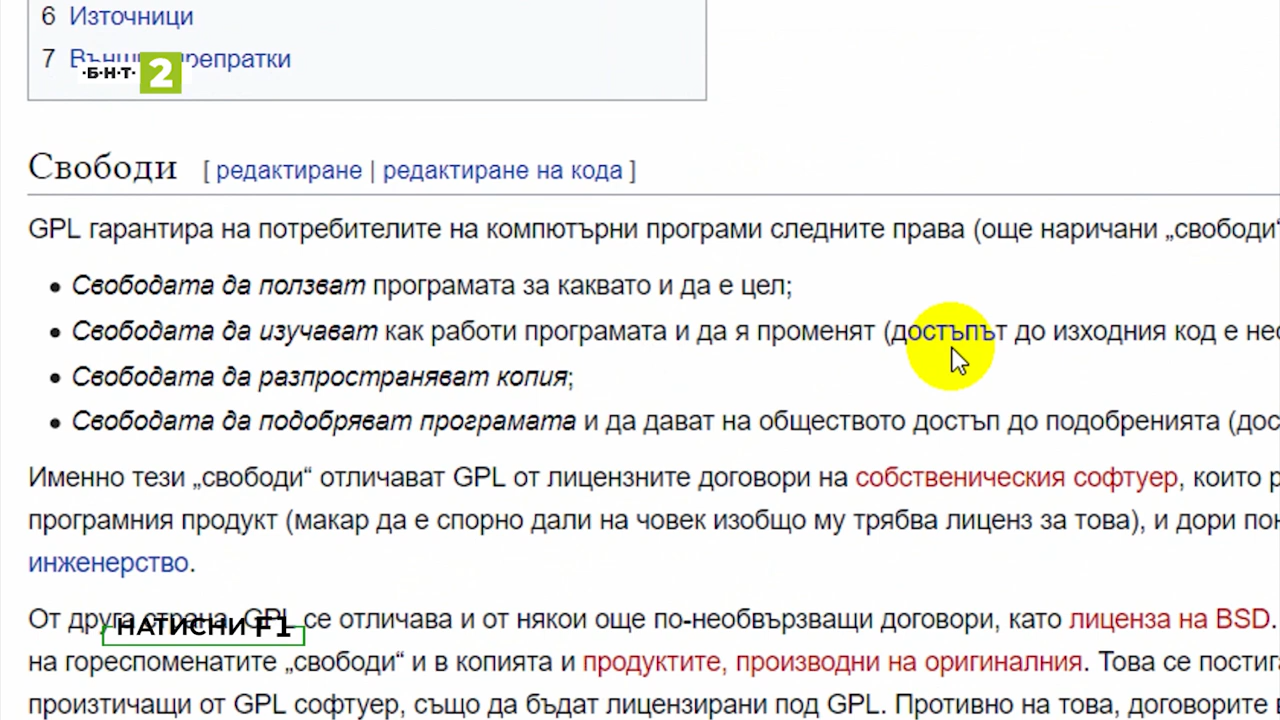 6 Източници
7 Външни препратки
·Б·Н·Т· 2
Свободи [ редактиране | редактиране на кода ]
GPL гарантира на потребителите на компютърни програми следните права (още наричани „свободи“
• Свободата да ползват програмата за каквато и да е цел;
• Свободата да изучават как работи програмата и да я променят (достъпът до изходния код е
• Свободата да разпространяват копия;
• Свободата да подобряват програмата и да дават на обществото достъп до подобренията
Именно тези „свободи“ отличават GPL от лицензните договори на собственическия софтуер, които
програмния продукт (макар да е спорно дали на човек изобщо му трябва лиценз за това), и дори
инженерство.
От друга страна, GPL се отличава и от някои още по-необвързващи договори, като лиценза на BSD.
НАТИСНИ F1
на гореспоменатите „свободи“ и в копията и продуктите, производни на оригиналния. Това се
произтичащи от GPL софтуер, също да бъдат лицензирани под GPL. Противно на това, договорите